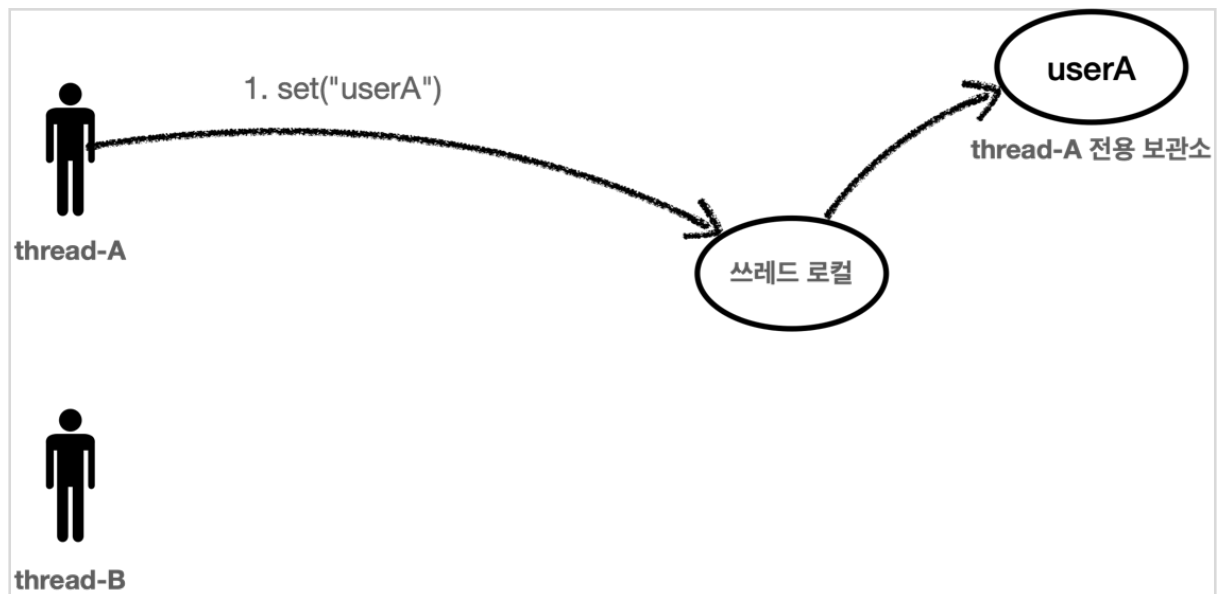 userA
1. set("userA")
thread-A 전용 보관소
thread-A
쓰레드 로컬
thread-B